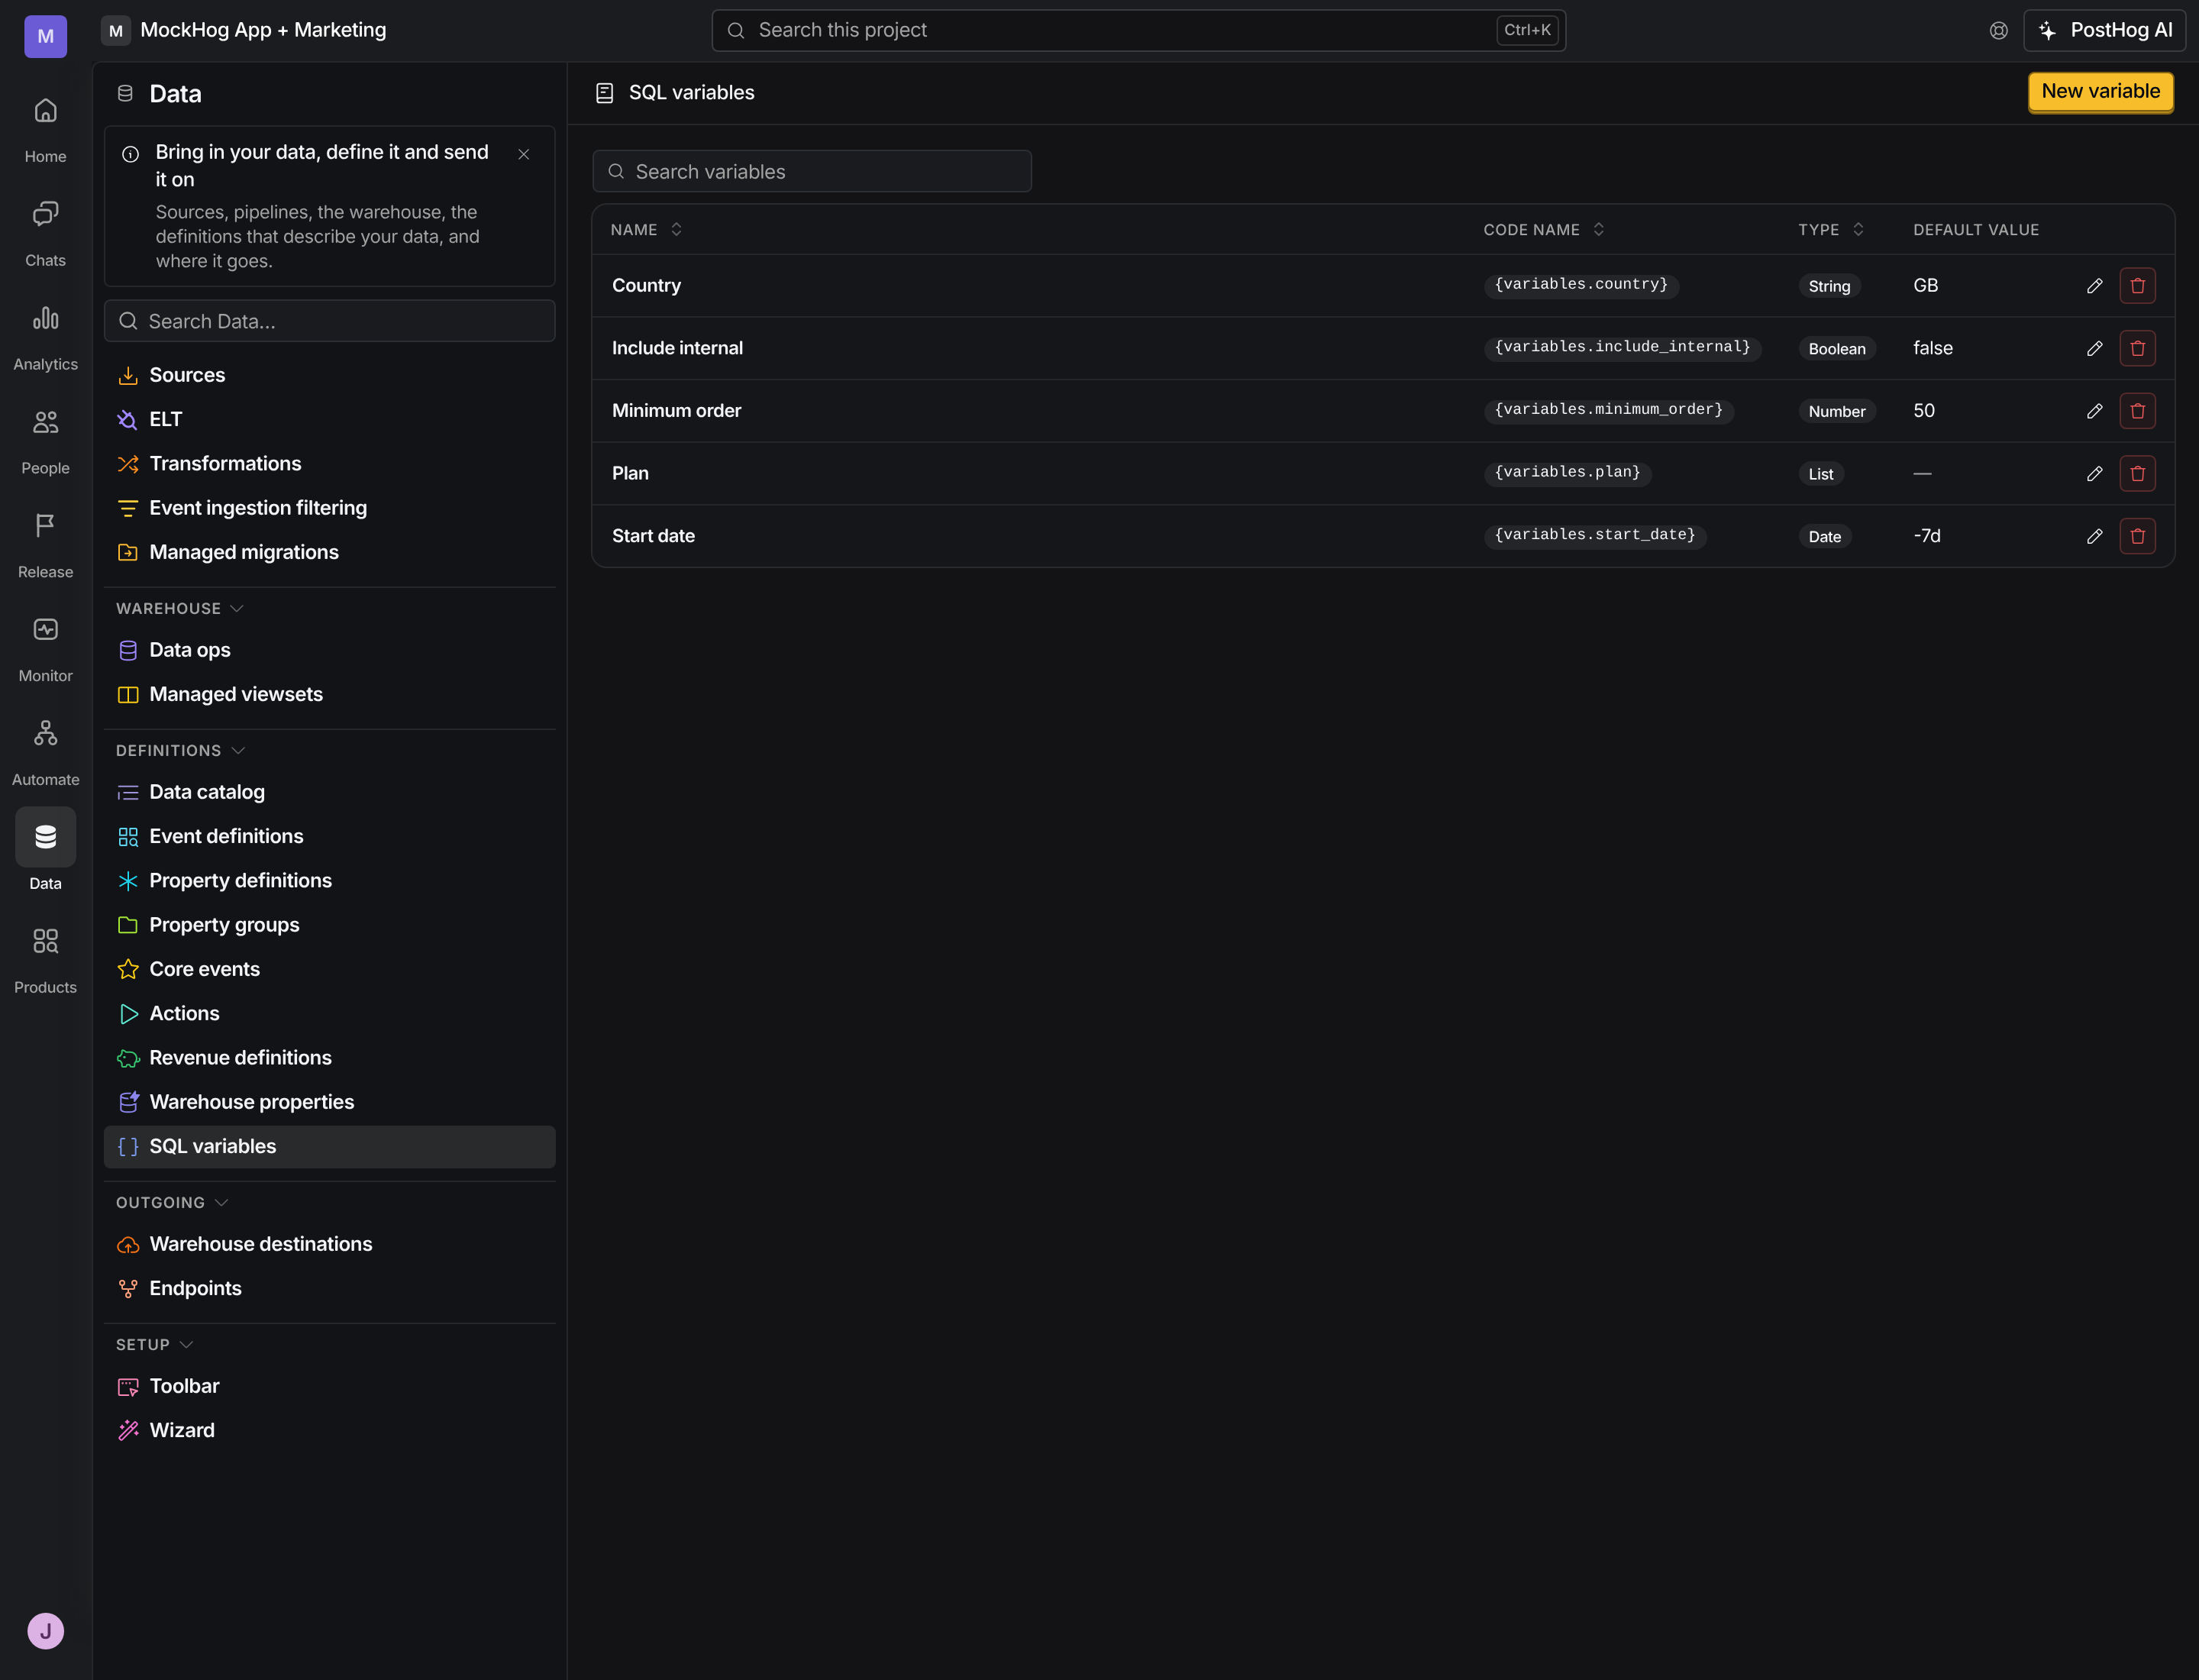 M
M MockHog App + Marketing
Search this project
Ctrl+K
PostHog AI
Home
Chats
Analytics
People
Release
Monitor
Automate
Data
Products
J
Data
Bring in your data, define it and send
it on
Sources, pipelines, the warehouse, the
definitions that describe your data, and
where it goes.
Search Data...
Sources
ELT
Transformations
Event ingestion filtering
Managed migrations
WAREHOUSE
Data ops
Managed viewsets
DEFINITIONS
Data catalog
Event definitions
Property definitions
Property groups
Core events
Actions
Revenue definitions
Warehouse properties
SQL variables
OUTGOING
Warehouse destinations
Endpoints
SETUP
Toolbar
Wizard
SQL variables
New variable
Search variables
NAME CODE NAME TYPE DEFAULT VALUE
Country {variables.country} String GB
Include internal {variables.include_internal} Boolean false
Minimum order {variables.minimum_order} Number 50
Plan {variables.plan} List —
Start date {variables.start_date} Date -7d